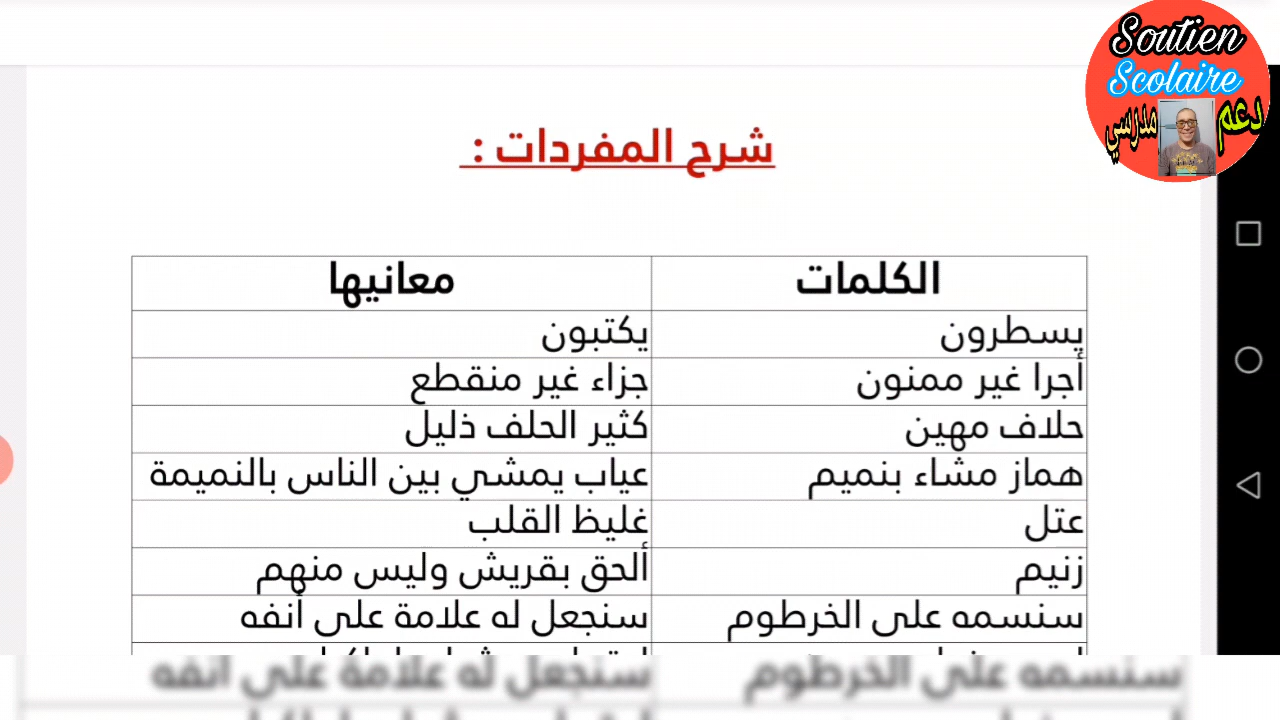 Soutien
Scolaire
دعم مدرسي
شرح المفردات :
الكلمات معانيها
يسطرون يكتبون
أجرا غير ممنون جزاء غير منقطع
حلاف مهين كثير الحلف ذليل
هماز مشاء بنميم عياب يمشي بين الناس بالنميمة
عتل غليظ القلب
زنيم ألحق بقريش وليس منهم
سنسمه على الخرطوم سنجعل له علامة على أنفه
سنسمه على الخرطوم سنجعل له علامة على أنفه